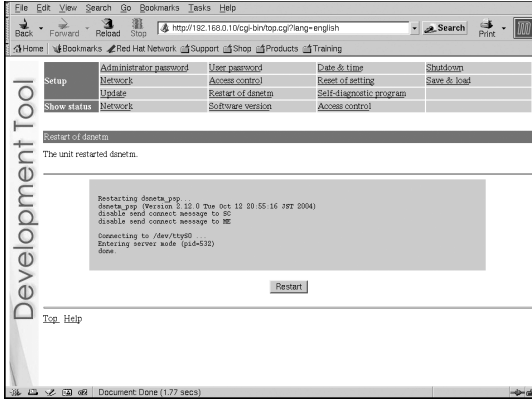 File Edit View Search Go Bookmarks Tasks Help
Back Forward Reload Stop http://192.168.0.10/cgi-bin/top.cgi?lang=english Search Print
Home Bookmarks Red Hat Network Support Shop Products Training
Development Tool
Setup
Administrator password User password Date & time Shutdown
Network Access control Reset of setting Save & load
Update Restart of dsnetm Self-diagnostic program
Show status Network Software version Access control
Restart of dsnetm
The unit restarted dsnetm.
Restarting dsnetm_psp...
dsnetm_psp (Version 2.12.0 Tue Oct 12 20:55:16 JST 2004)
disable send connect message to SC
disable send connect message to ME
Connecting to /dev/ttyS0 ...
Entering server mode (pid=532)
done.
Restart
Top Help
Document: Done (1.77 secs)